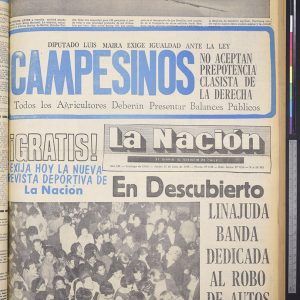 DIPUTADO LUIS MAIRA EXIGE IGUALDAD ANTE LA LEY
CAMPESINOS
NO ACEPTAN
PREPOTENCIA
CLASISTA DE
LA DERECHA
Todos los Agricultores Deberán Presentar Balances Públicos
¡GRATIS!
EXIJA HOY LA NUEVA
REVISTA DEPORTIVA DE
La Nación
La Nación
En Descubierto
LINAJUDA
BANDA
DEDICADA
AL ROBO
DE AUTOS